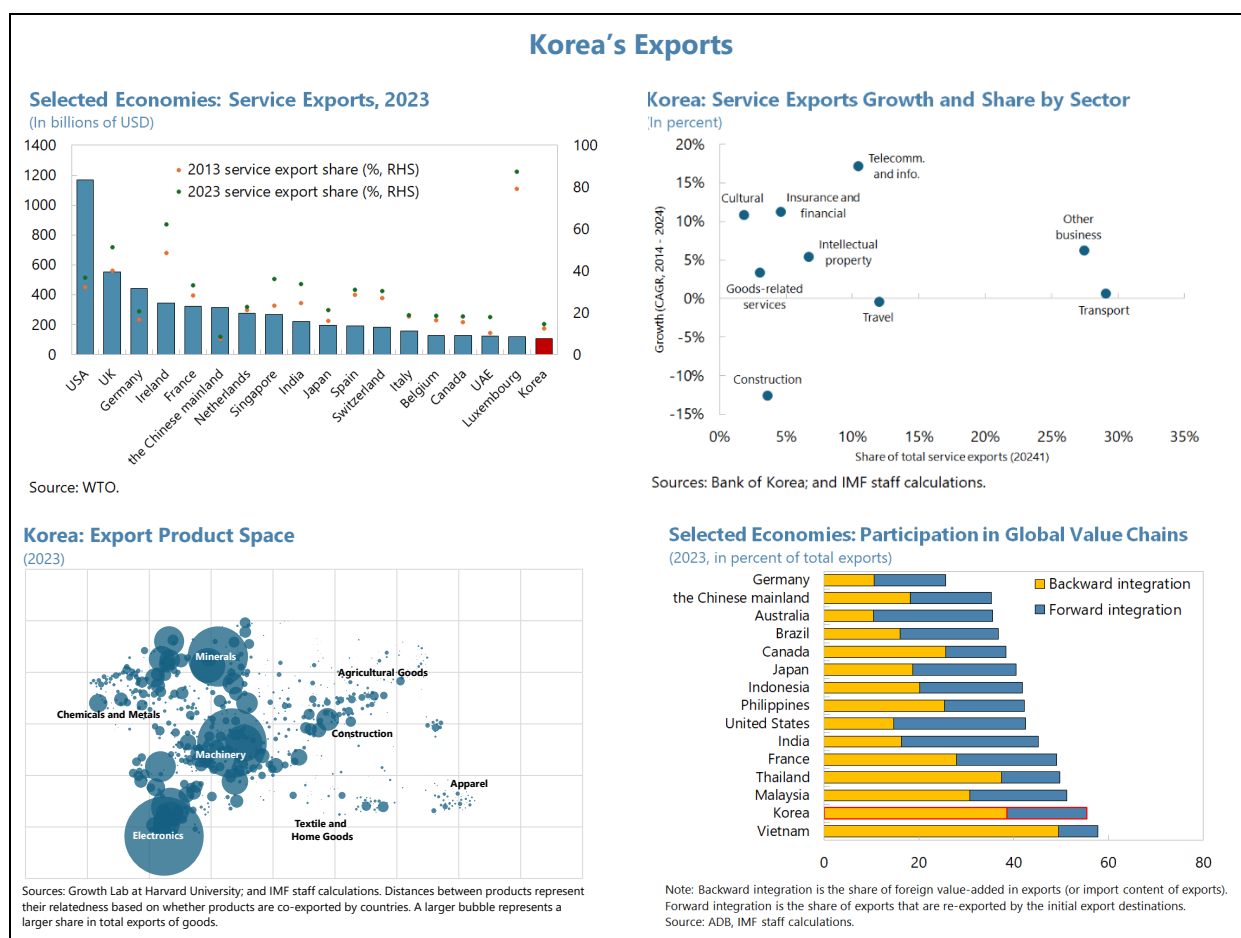 Korea's Exports
Selected Economies: Service Exports, 2023
(In billions of USD)
1400
1200
1000
800
600
400
200
0
100
80
60
40
20
0
2013 service export share (%, RHS)
2023 service export share (%, RHS)
USA
UK
Germany
Ireland
France
the Chinese mainland
Netherlands
Singapore
India
Japan
Spain
Switzerland
Italy
Belgium
Canada
UAE
Luxembourg
Korea
Source: WTO.
Korea: Service Exports Growth and Share by Sector
(In percent)
20%
15%
10%
5%
0%
-5%
-10%
-15%
Growth (CAGR, 2014 - 2024)
Telecomm.
and info.
Cultural
Insurance and
financial
Other
business
Intellectual
property
Goods-related
services
Travel
Transport
Construction
0%
5%
10%
15%
20%
25%
30%
35%
Share of total service exports (20241)
Sources: Bank of Korea; and IMF staff calculations.
Korea: Export Product Space
(2023)
Minerals
Agricultural Goods
Chemicals and Metals
Construction
Machinery
Apparel
Textile and
Home Goods
Electronics
Sources: Growth Lab at Harvard University; and IMF staff calculations. Distances between products represent
their relatedness based on whether products are co-exported by countries. A larger bubble represents a
larger share in total exports of goods.
Selected Economies: Participation in Global Value Chains
(2023, in percent of total exports)
Backward integration
Forward integration
Germany
the Chinese mainland
Australia
Brazil
Canada
Japan
Indonesia
Philippines
United States
India
France
Thailand
Malaysia
Korea
Vietnam
0
20
40
60
80
Note: Backward integration is the share of foreign value-added in exports (or import content of exports).
Forward integration is the share of exports that are re-exported by the initial export destinations.
Source: ADB, IMF staff calculations.